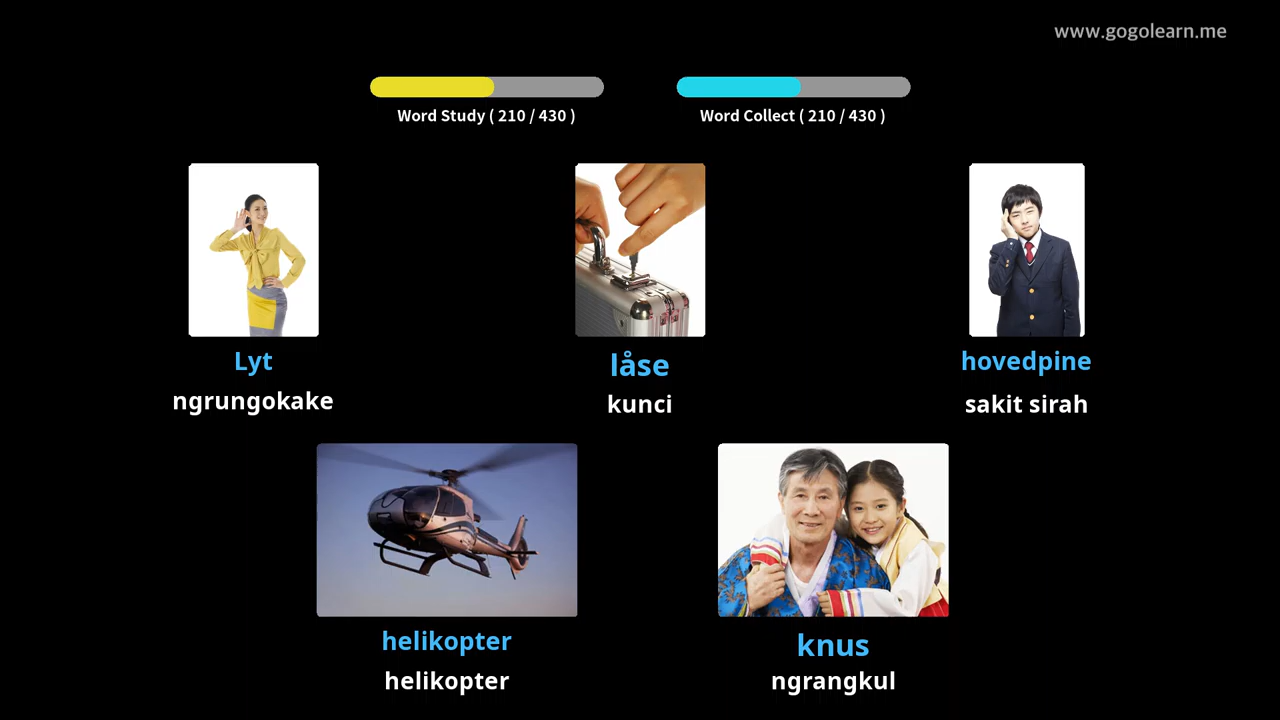 www.gogolearn.me
Word Study ( 210 / 430 )
Word Collect ( 210 / 430 )
Lyt
ngrungokake
låse
kunci
hovedpine
sakit sirah
helikopter
helikopter
knus
ngrangkul